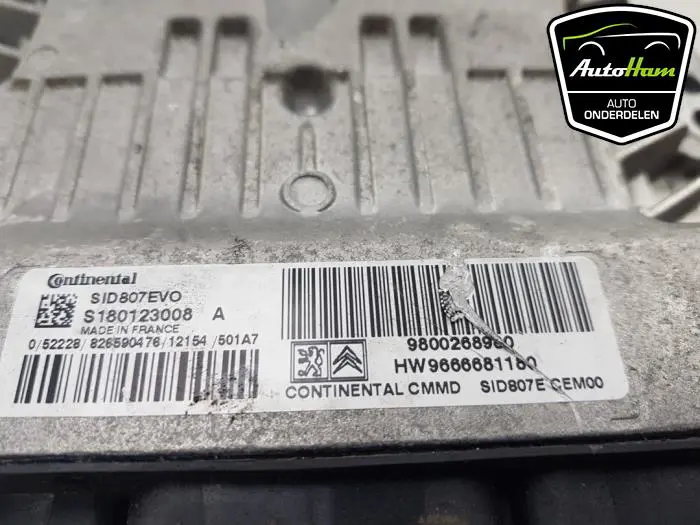 AutoHam
AUTO
ONDERDELEN
Continental
SID807EVO
S180123008 A
MADE IN FRANCE
0/52228/826590476/12154/501A7
9800268980
HW9666681180
CONTINENTAL CMMD SID807E CEM00